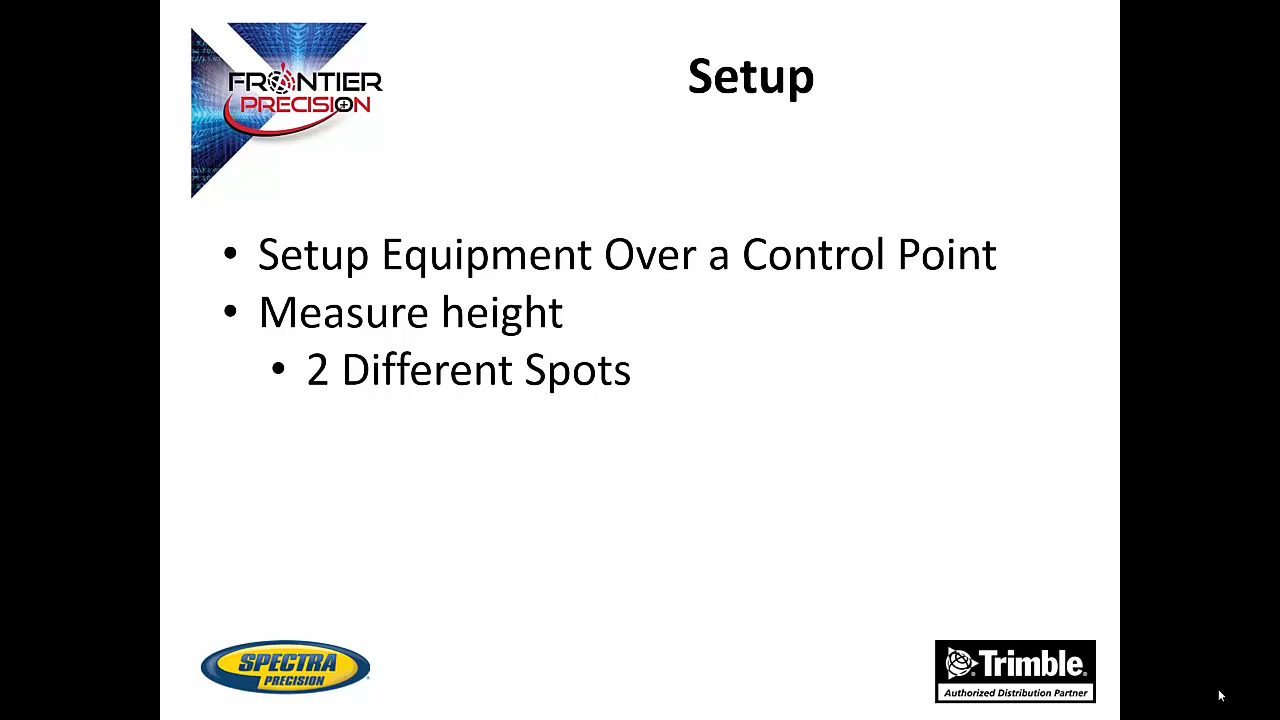 FRONTIER
PRECISION
Setup
• Setup Equipment Over a Control Point
• Measure height
• 2 Different Spots
SPECTRA
PRECISION
Trimble
Authorized Distribution Partner